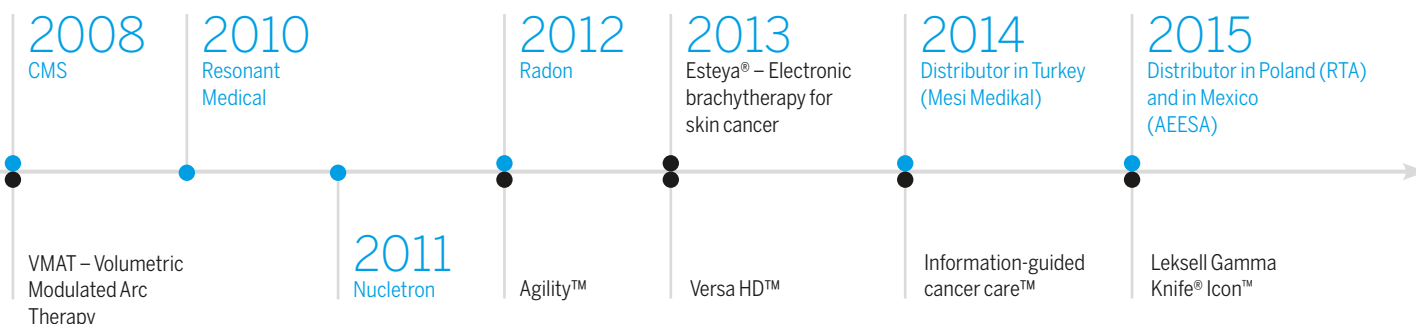 2008
CMS
VMAT – Volumetric
Modulated Arc
Therapy
2010
Resonant
Medical
2011
Nucletron
2012
Radon
Agility™
2013
Esteya® – Electronic
brachytherapy for
skin cancer
Versa HD™
2014
Distributor in Turkey
(Mesi Medikal)
Information-guided
cancer care™
2015
Distributor in Poland (RTA)
and in Mexico
(AEESA)
Leksell Gamma
Knife® Icon™